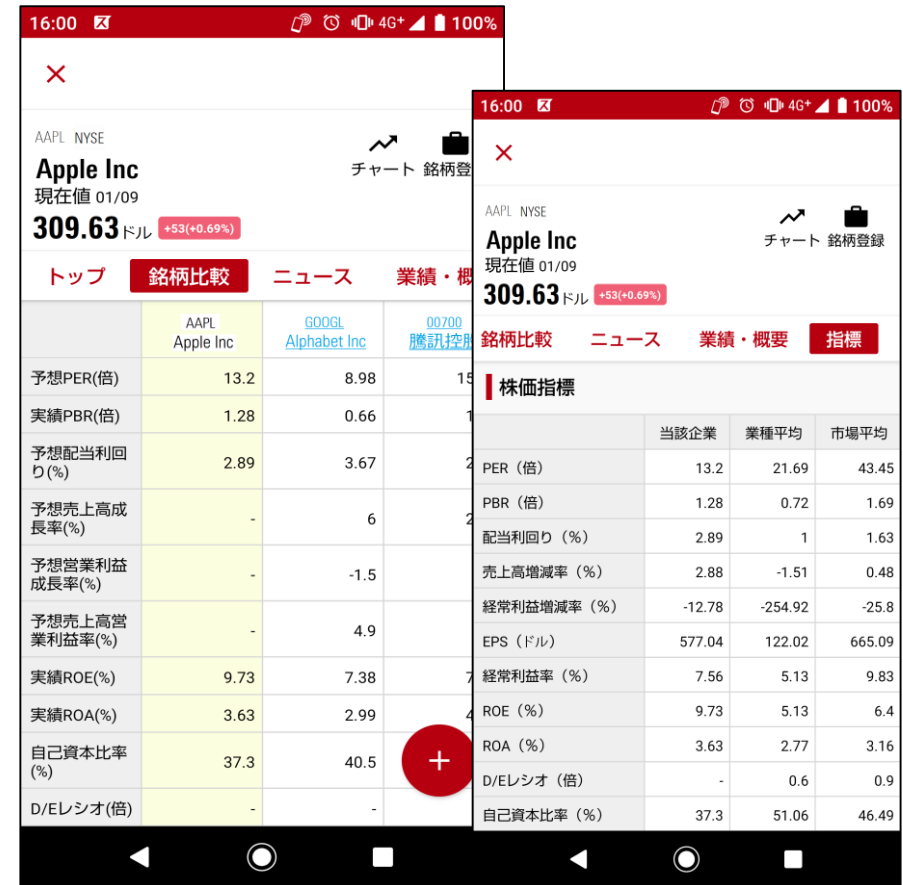 16:00 4G+ 100%
AAPL NYSE
チャート 銘柄登
Apple Inc
現在値 01/09
309.63ドル +53(+0.69%)
トップ 銘柄比較 ニュース 業績・概
AAPL GOOGL 00700
Apple Inc Alphabet Inc 騰訊控股
予想PER(倍) 13.2 8.98 15
実績PBR(倍) 1.28 0.66 1
予想配当利回
り(%) 2.89 3.67 2
予想売上高成
長率(%) - 6 2
予想営業利益
成長率(%) - -1.5
予想売上高営
業利益率(%) - 4.9
実績ROE(%) 9.73 7.38 7
実績ROA(%) 3.63 2.99 4
自己資本比率
(%) 37.3 40.5
D/Eレシオ(倍) - -
16:00 4G+ 100%
AAPL NYSE
チャート 銘柄登録
Apple Inc
現在値 01/09
309.63ドル +53(+0.69%)
銘柄比較 ニュース 業績・概要 指標
株価指標
当該企業 業種平均 市場平均
PER（倍） 13.2 21.69 43.45
PBR（倍） 1.28 0.72 1.69
配当利回り（%） 2.89 1 1.63
売上高増減率（%） 2.88 -1.51 0.48
経常利益増減率（%） -12.78 -254.92 -25.8
EPS（ドル） 577.04 122.02 665.09
経常利益率（%） 7.56 5.13 9.83
ROE（%） 9.73 5.13 6.4
ROA（%） 3.63 2.77 3.16
D/Eレシオ（倍） - 0.6 0.9
自己資本比率（%） 37.3 51.06 46.49